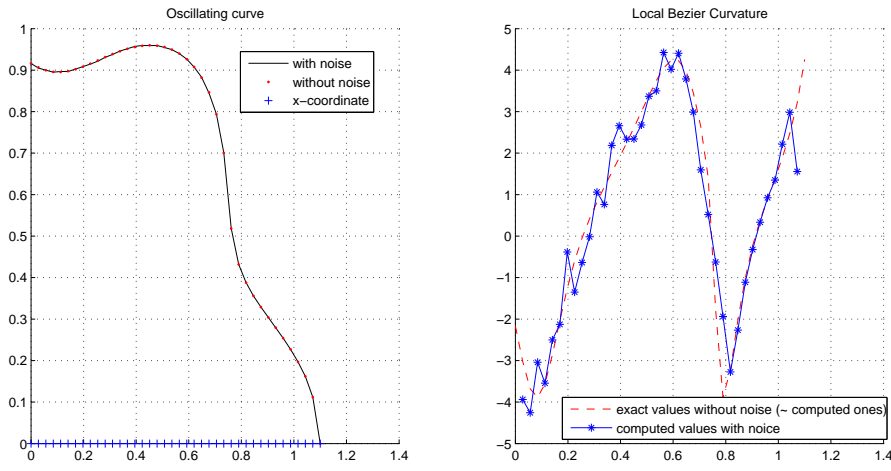 Oscillating curve
1
0.9
0.8
0.7
0.6
0.5
0.4
0.3
0.2
0.1
0
0 0.2 0.4 0.6 0.8 1 1.2 1.4
with noise
without noise
x−coordinate
Local Bezier Curvature
5
4
3
2
1
0
−1
−2
−3
−4
−5
0 0.2 0.4 0.6 0.8 1 1.2 1.4
exact values without noise (~ computed ones)
computed values with noice